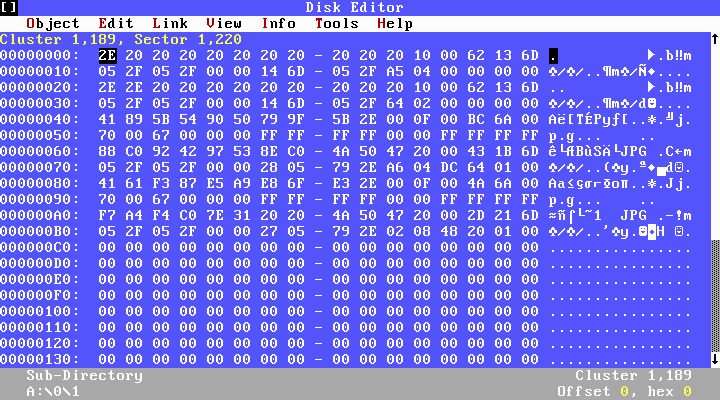 [ ] Disk Editor
Object Edit Link View Info Tools Help
Cluster 1,189, Sector 1,220
00000000: 2E 20 20 20 20 20 20 20 - 20 20 20 10 00 62 13 6D . ►.b‼m
00000010: 05 2F 05 2F 00 00 14 6D - 05 2F A5 04 00 00 00 00 ♣/♣/..¶m♣/Ñ♦....
00000020: 2E 2E 20 20 20 20 20 20 - 20 20 20 10 00 62 13 6D .. ►.b‼m
00000030: 05 2F 05 2F 00 00 14 6D - 05 2F 64 02 00 00 00 00 ♣/♣/..¶m♣/d☻....
00000040: 41 89 5B 54 90 50 79 9F - 5B 2E 00 0F 00 BC 6A 00 Aë[TÉPyƒ[..☼.╝j.
00000050: 70 00 67 00 00 00 FF FF - FF FF 00 00 FF FF FF FF p.g... ..
00000060: 88 C0 92 42 97 53 8E C0 - 4A 50 47 20 00 43 1B 6D ê└ÆBùSÄ└JPG .C←m
00000070: 05 2F 05 2F 00 00 28 05 - 79 2E A6 04 DC 64 01 00 ♣/♣/..(♣y.ª♦▄d☺.
00000080: 41 61 F3 87 E5 A9 E8 6F - E3 2E 00 0F 00 4A 6A 00 Aa≤çσ⌐Φoπ..☼.Jj.
00000090: 70 00 67 00 00 00 FF FF - FF FF 00 00 FF FF FF FF p.g... ..
000000A0: F7 A4 F4 C0 7E 31 20 20 - 4A 50 47 20 00 2D 21 6D ≈ñ⌠└~1 JPG .-!m
000000B0: 05 2F 05 2F 00 00 27 05 - 79 2E 02 08 48 20 01 00 ♣/♣/..'♣y.☻◘H ☺.
000000C0: 00 00 00 00 00 00 00 00 - 00 00 00 00 00 00 00 00 ................
000000D0: 00 00 00 00 00 00 00 00 - 00 00 00 00 00 00 00 00 ................
000000E0: 00 00 00 00 00 00 00 00 - 00 00 00 00 00 00 00 00 ................
000000F0: 00 00 00 00 00 00 00 00 - 00 00 00 00 00 00 00 00 ................
00000100: 00 00 00 00 00 00 00 00 - 00 00 00 00 00 00 00 00 ................
00000110: 00 00 00 00 00 00 00 00 - 00 00 00 00 00 00 00 00 ................
00000120: 00 00 00 00 00 00 00 00 - 00 00 00 00 00 00 00 00 ................
00000130: 00 00 00 00 00 00 00 00 - 00 00 00 00 00 00 00 00 ................
Sub-Directory Cluster 1,189
A:\0\1 Offset 0, hex 0